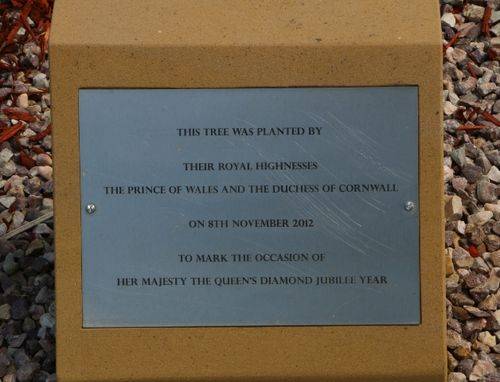 THIS TREE WAS PLANTED BY
THEIR ROYAL HIGHNESSES
THE PRINCE OF WALES AND THE DUCHESS OF CORNWALL
ON 8TH NOVEMBER 2012
TO MARK THE OCCASION OF
HER MAJESTY THE QUEEN'S DIAMOND JUBILEE YEAR